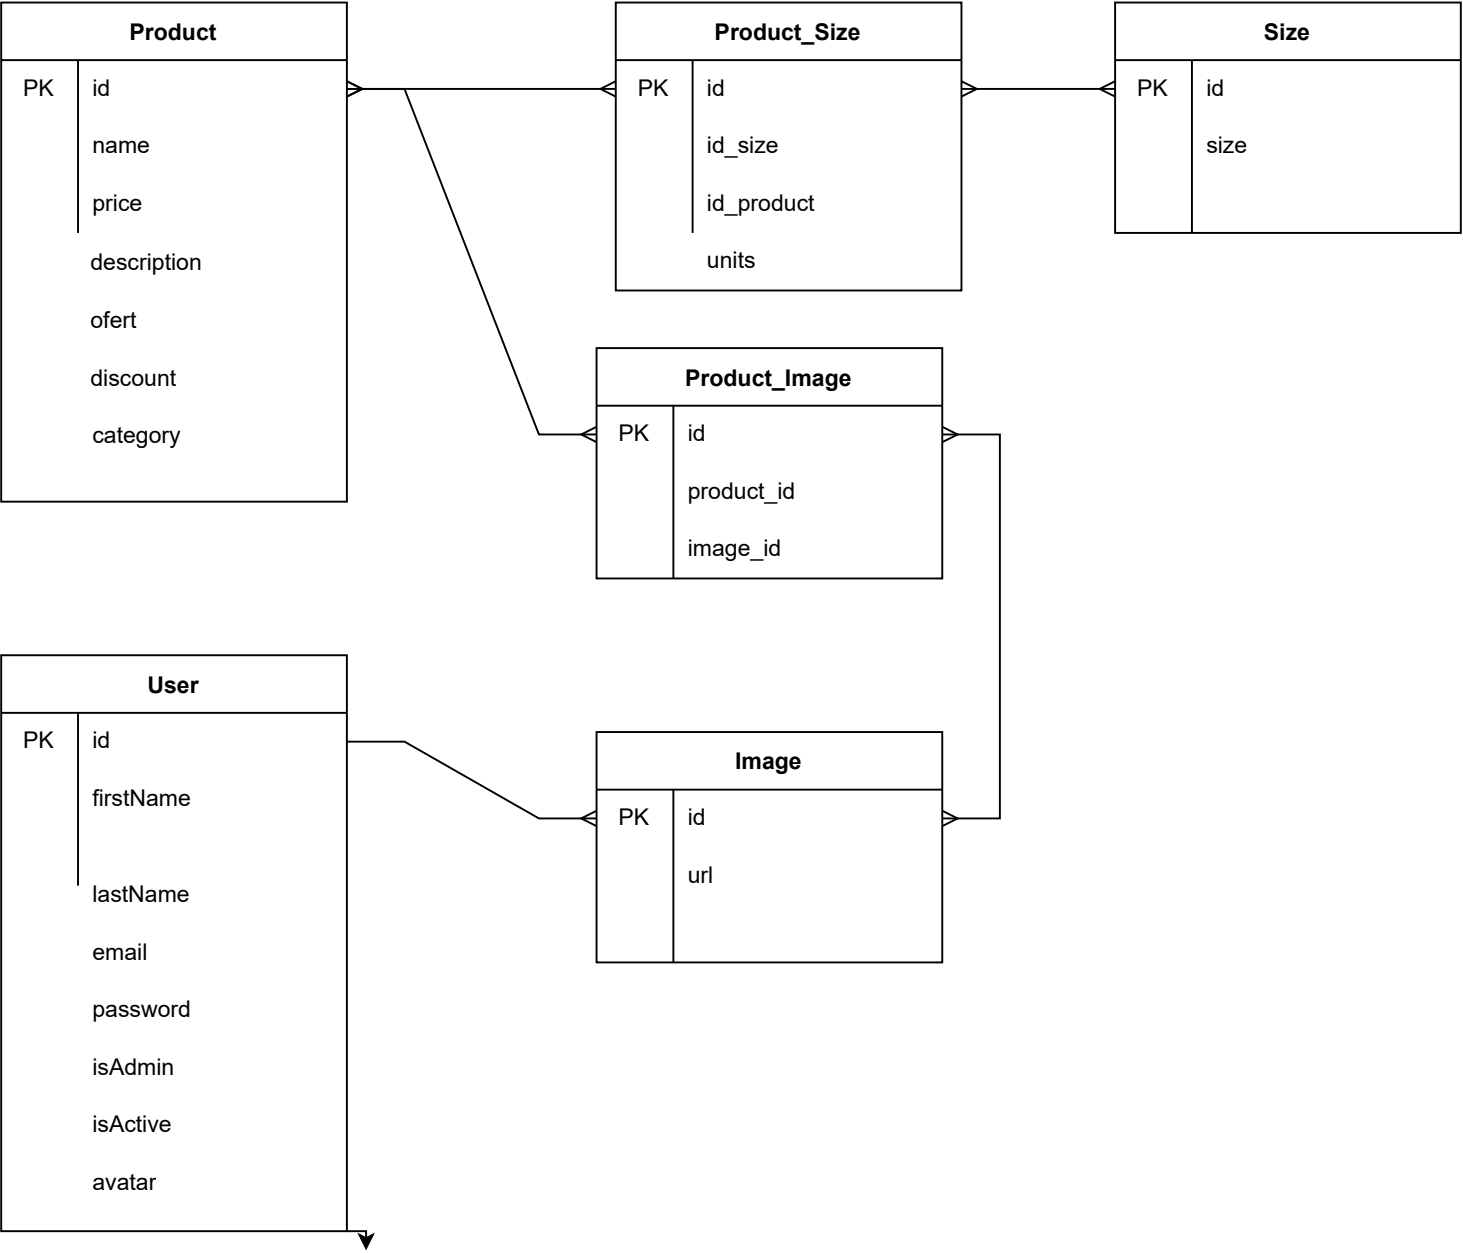 Product
PK id
name
price
description
ofert
discount
category
Product_Size
PK id
id_size
id_product
units
Size
PK id
size
Product_Image
PK id
product_id
image_id
User
PK id
firstName
lastName
email
password
isAdmin
isActive
avatar
Image
PK id
url